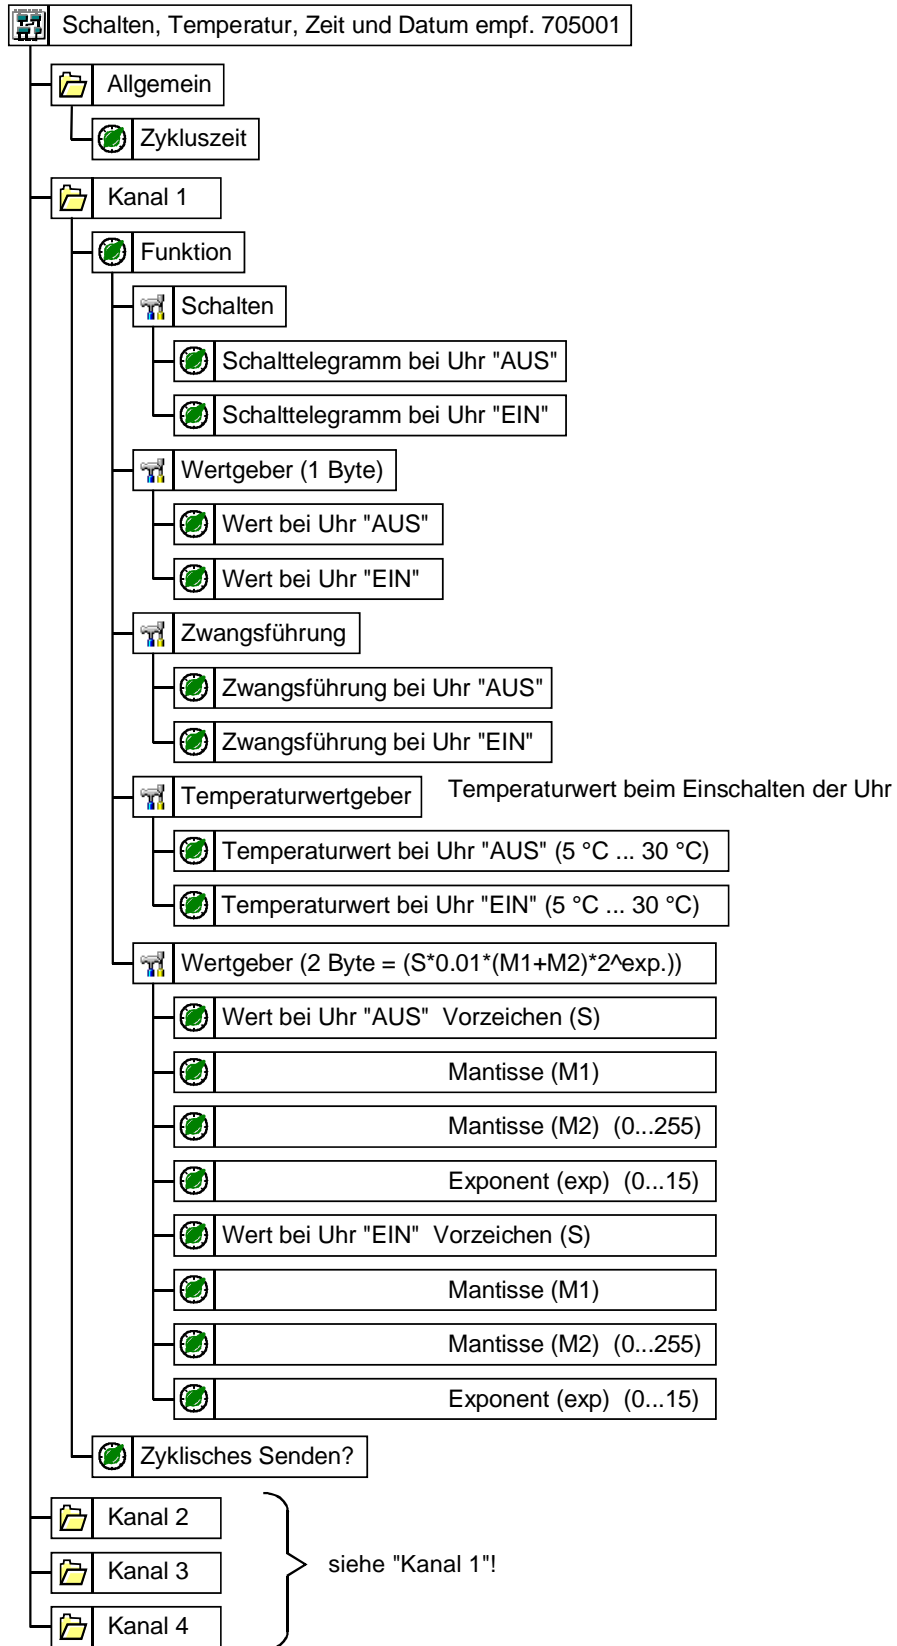 Schalten, Temperatur, Zeit und Datum empf. 705001
Allgemein
Zykluszeit
Kanal 1
Funktion
Schalten
Schalttelegramm bei Uhr "AUS"
Schalttelegramm bei Uhr "EIN"
Wertgeber (1 Byte)
Wert bei Uhr "AUS"
Wert bei Uhr "EIN"
Zwangsführung
Zwangsführung bei Uhr "AUS"
Zwangsführung bei Uhr "EIN"
Temperaturwertgeber Temperaturwert beim Einschalten der Uhr
Temperaturwert bei Uhr "AUS" (5 °C ... 30 °C)
Temperaturwert bei Uhr "EIN" (5 °C ... 30 °C)
Wertgeber (2 Byte = (S*0.01*(M1+M2)*2^exp.))
Wert bei Uhr "AUS" Vorzeichen (S)
Mantisse (M1)
Mantisse (M2) (0...255)
Exponent (exp) (0...15)
Wert bei Uhr "EIN" Vorzeichen (S)
Mantisse (M1)
Mantisse (M2) (0...255)
Exponent (exp) (0...15)
Zyklisches Senden?
Kanal 2
Kanal 3 siehe "Kanal 1"!
Kanal 4